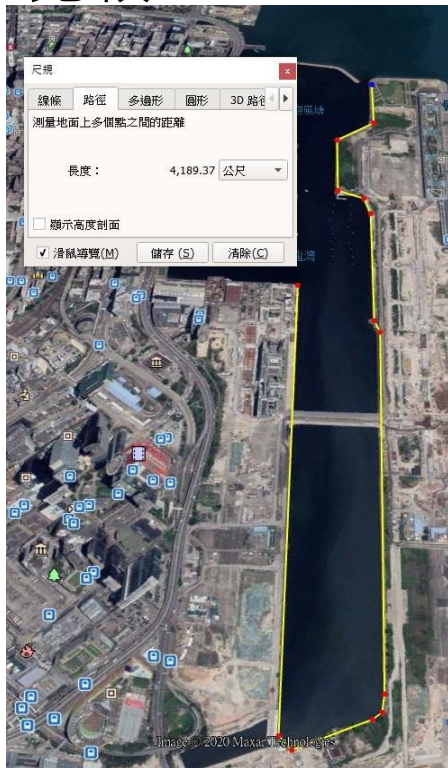 尺規
線條 路徑 多邊形 圓形 3D 路徑
測量地面上多個點之間的距離
長度： 4,189.37 公尺
顯示高度剖面
滑鼠導覽(M) 儲存 (S) 清除(C)
Image © 2020 Maxar Technologies